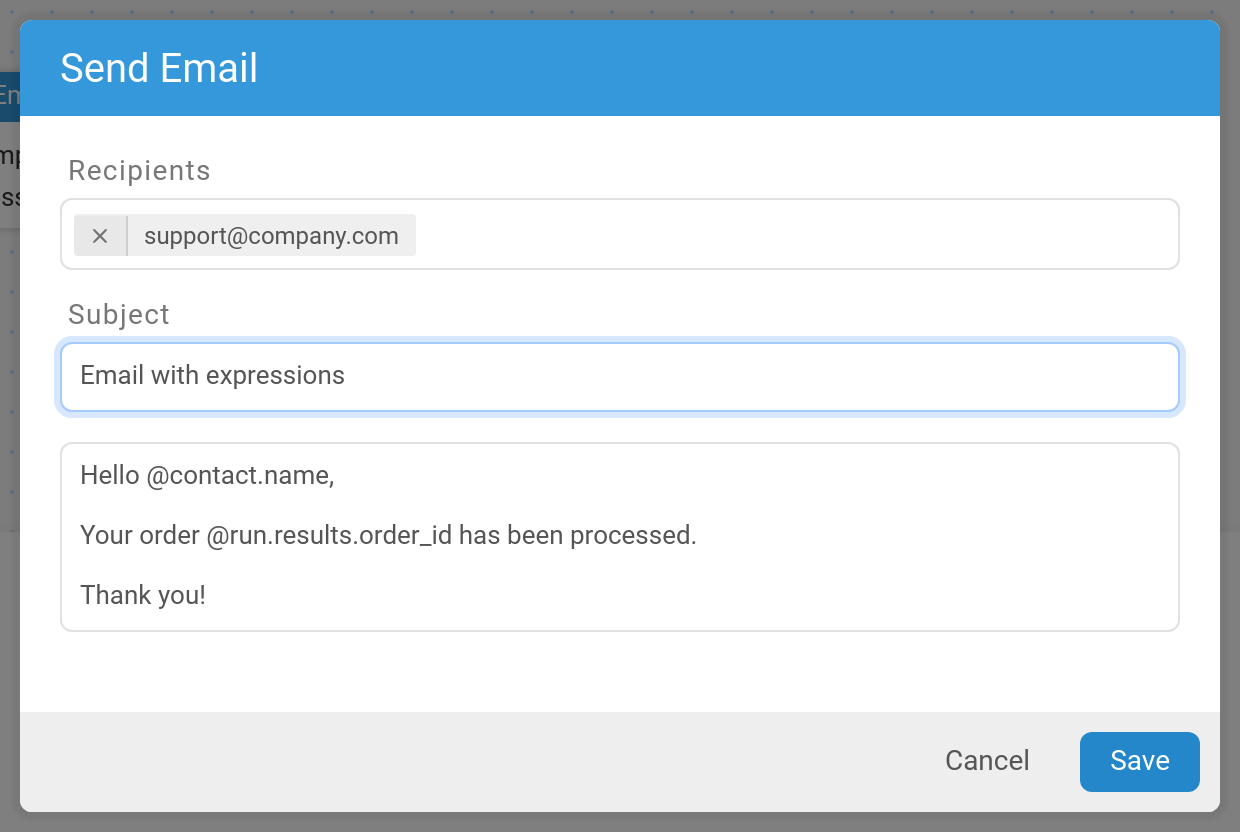 Send Email
Recipients
support@company.com
Subject
Email with expressions
Hello @contact.name,
Your order @run.results.order_id has been processed.
Thank you!
Cancel
Save